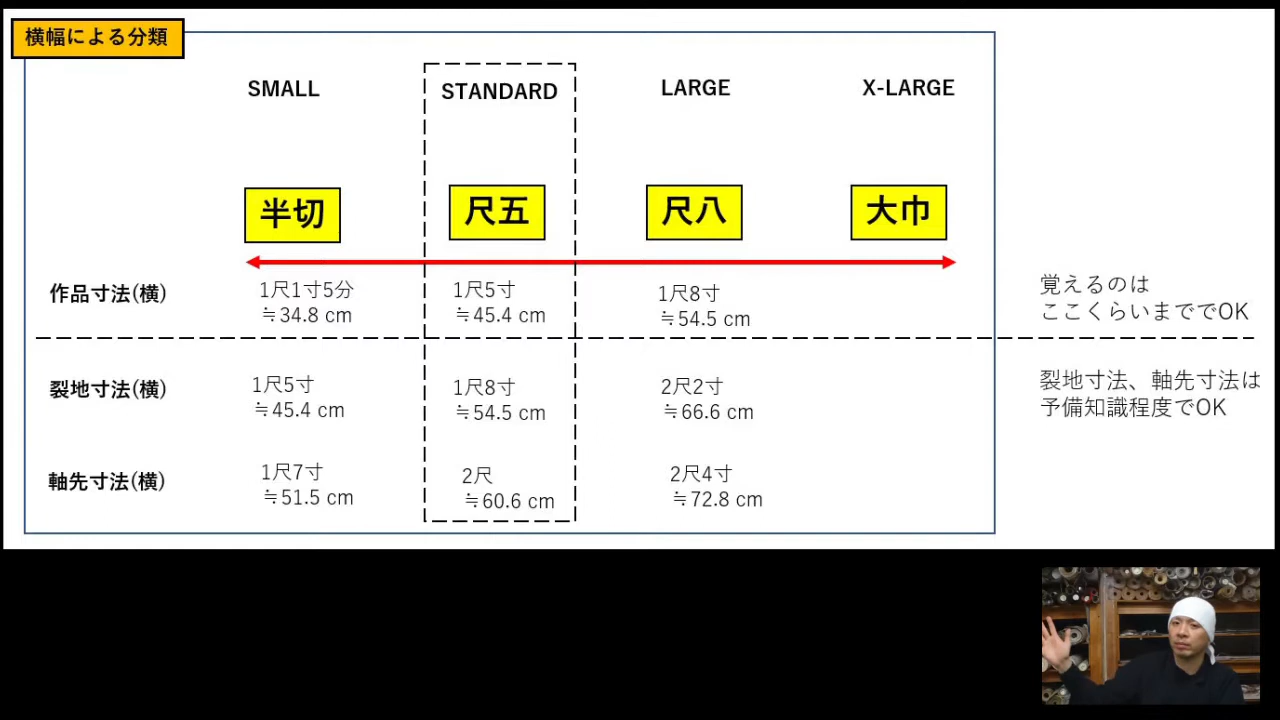 横幅による分類
SMALL
STANDARD
LARGE
X-LARGE
半切
尺五
尺八
大巾
作品寸法(横)
1尺1寸5分
≒34.8 cm
1尺5寸
≒45.4 cm
1尺8寸
≒54.5 cm
覚えるのは
ここくらいまででOK
裂地寸法(横)
1尺5寸
≒45.4 cm
1尺8寸
≒54.5 cm
2尺2寸
≒66.6 cm
裂地寸法、軸先寸法は
予備知識程度でOK
軸先寸法(横)
1尺7寸
≒51.5 cm
2尺
≒60.6 cm
2尺4寸
≒72.8 cm